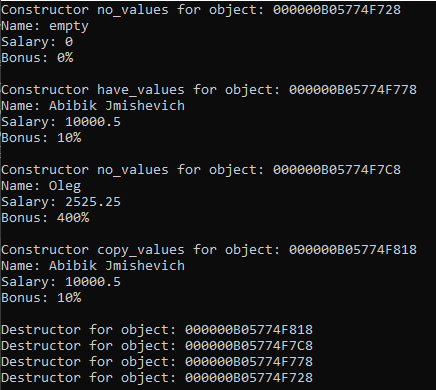 Constructor no_values for object: 000000B05774F728
Name: empty
Salary: 0
Bonus: 0%
Constructor have_values for object: 000000B05774F778
Name: Abibik Jmishevich
Salary: 10000.5
Bonus: 10%
Constructor no_values for object: 000000B05774F7C8
Name: Oleg
Salary: 2525.25
Bonus: 400%
Constructor copy_values for object: 000000B05774F818
Name: Abibik Jmishevich
Salary: 10000.5
Bonus: 10%
Destructor for object: 000000B05774F818
Destructor for object: 000000B05774F7C8
Destructor for object: 000000B05774F778
Destructor for object: 000000B05774F728